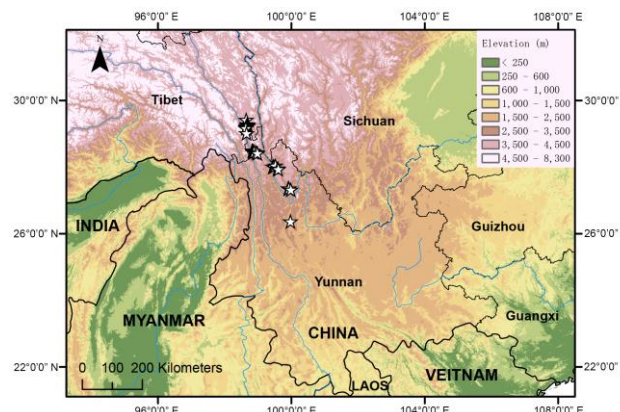 96°0'0"E 100°0'0"E 104°0'0"E 108°0'0"E
N
Elevation (m)
< 250
250 - 600
600 - 1,000
1,000 - 1,500
1,500 - 2,500
2,500 - 3,500
3,500 - 4,500
4,500 - 8,300
30°0'0" N 30°0'0"N
Tibet
Sichuan
INDIA
Guizhou
26°0'0" N 26°0'0"N
Yunnan
MYANMAR
Guangxi
CHINA
22°0'0" N 22°0'0"N
0 100 200 Kilometers
LAOS
VEITNAM
96°0'0"E 100°0'0"E 104°0'0"E 108°0'0"E